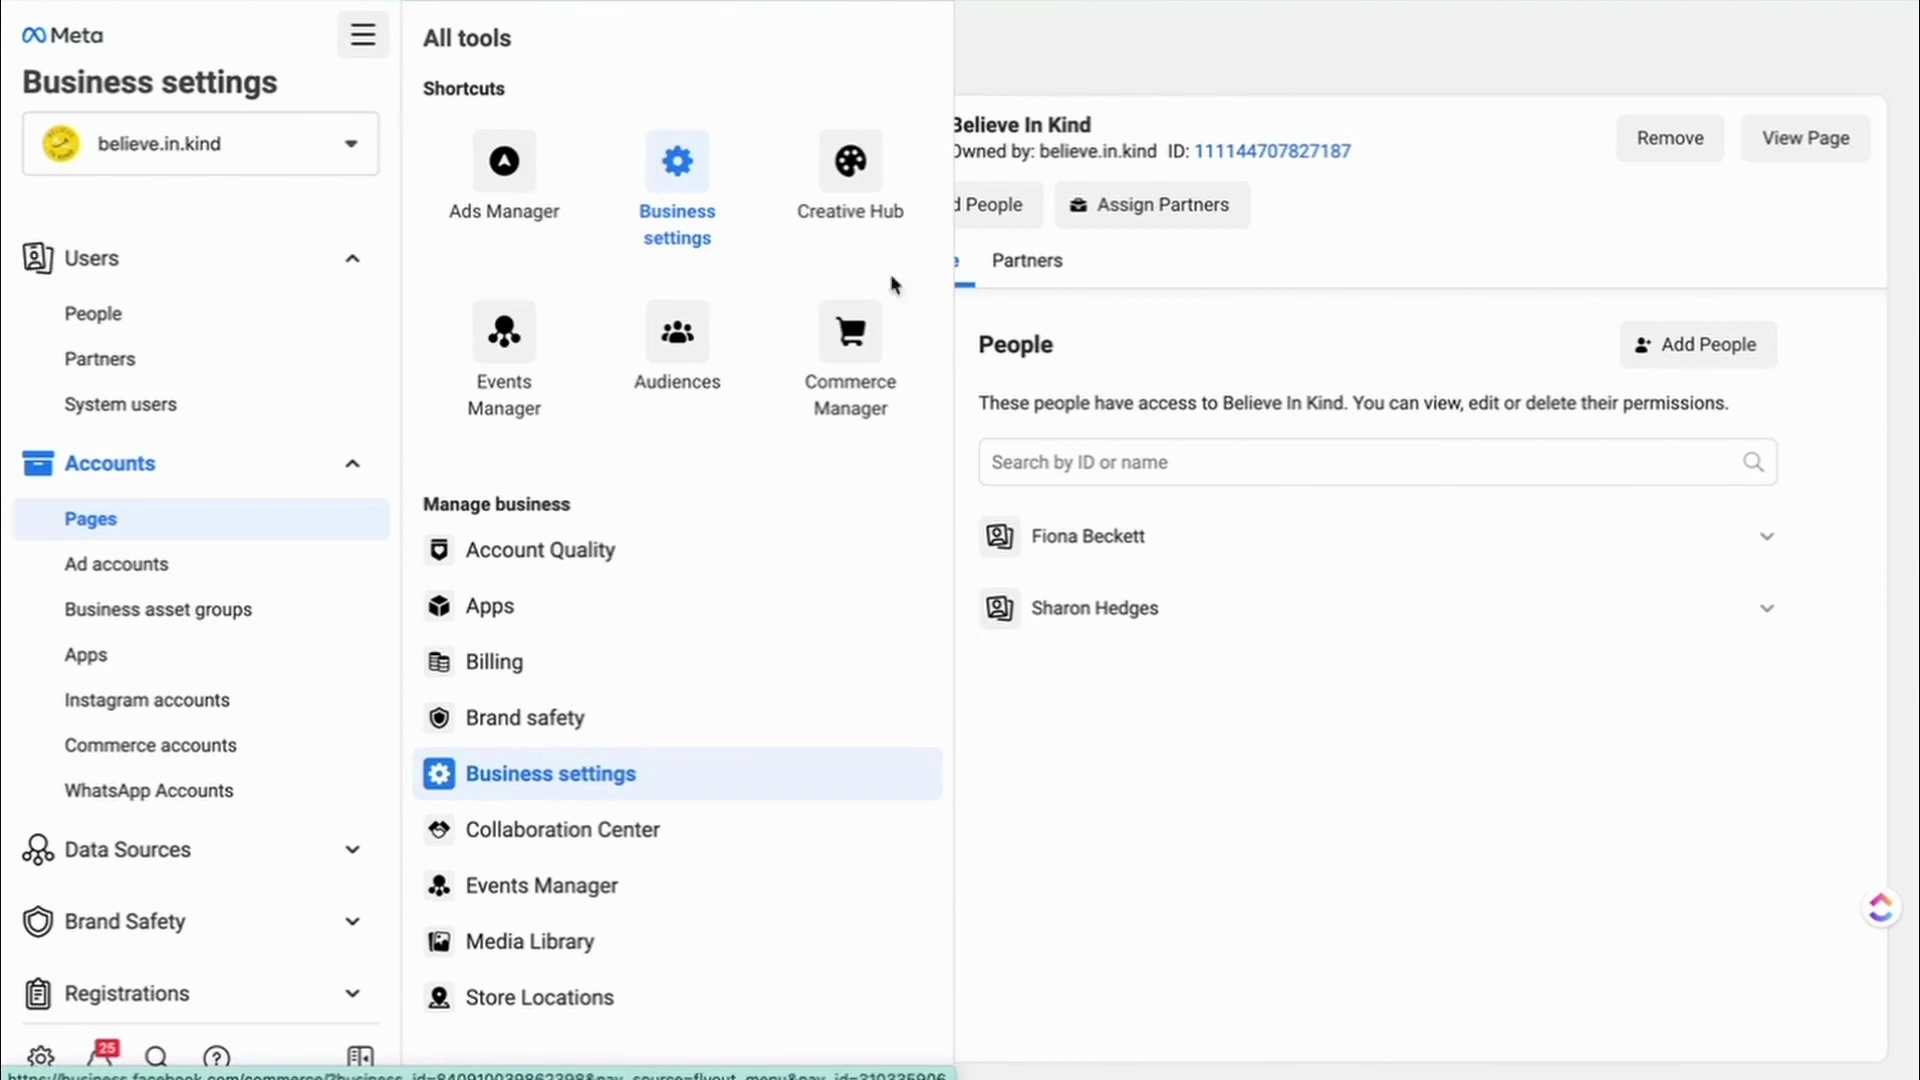 Meta
Business settings
believe.in.kind
Users
People
Partners
System users
Accounts
Pages
Ad accounts
Business asset groups
Apps
Instagram accounts
Commerce accounts
WhatsApp Accounts
Data Sources
Brand Safety
Registrations
25
All tools
Shortcuts
Ads Manager
Business
settings
Creative Hub
Events
Manager
Audiences
Commerce
Manager
Manage business
Account Quality
Apps
Billing
Brand safety
Business settings
Collaboration Center
Events Manager
Media Library
Store Locations
Believe In Kind
Owned by: believe.in.kind ID: 111144707827187
Remove
View Page
People
Assign Partners
Partners
People
Add People
These people have access to Believe In Kind. You can view, edit or delete their permissions.
Search by ID or name
Fiona Beckett
Sharon Hedges